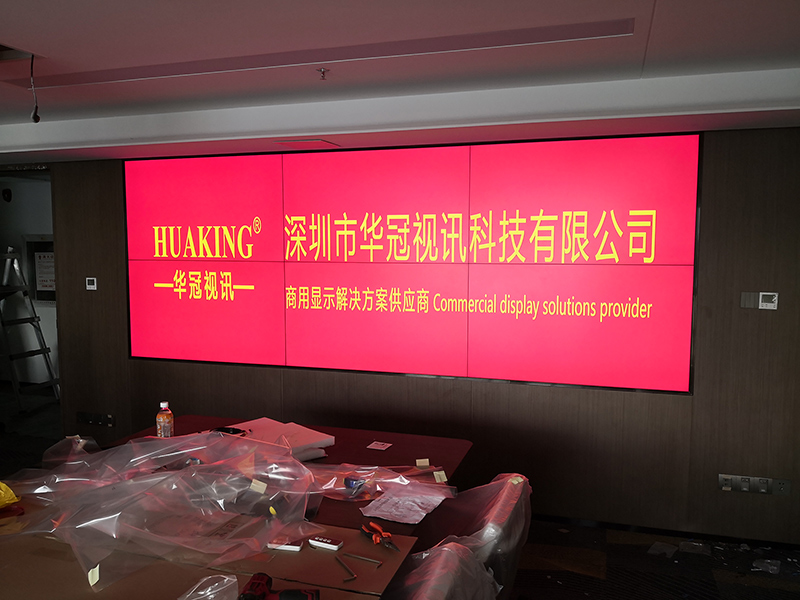 HUAKING®
华冠视讯
深圳市华冠视讯科技有限公司
商用显示解决方案供应商 Commercial display solutions provider